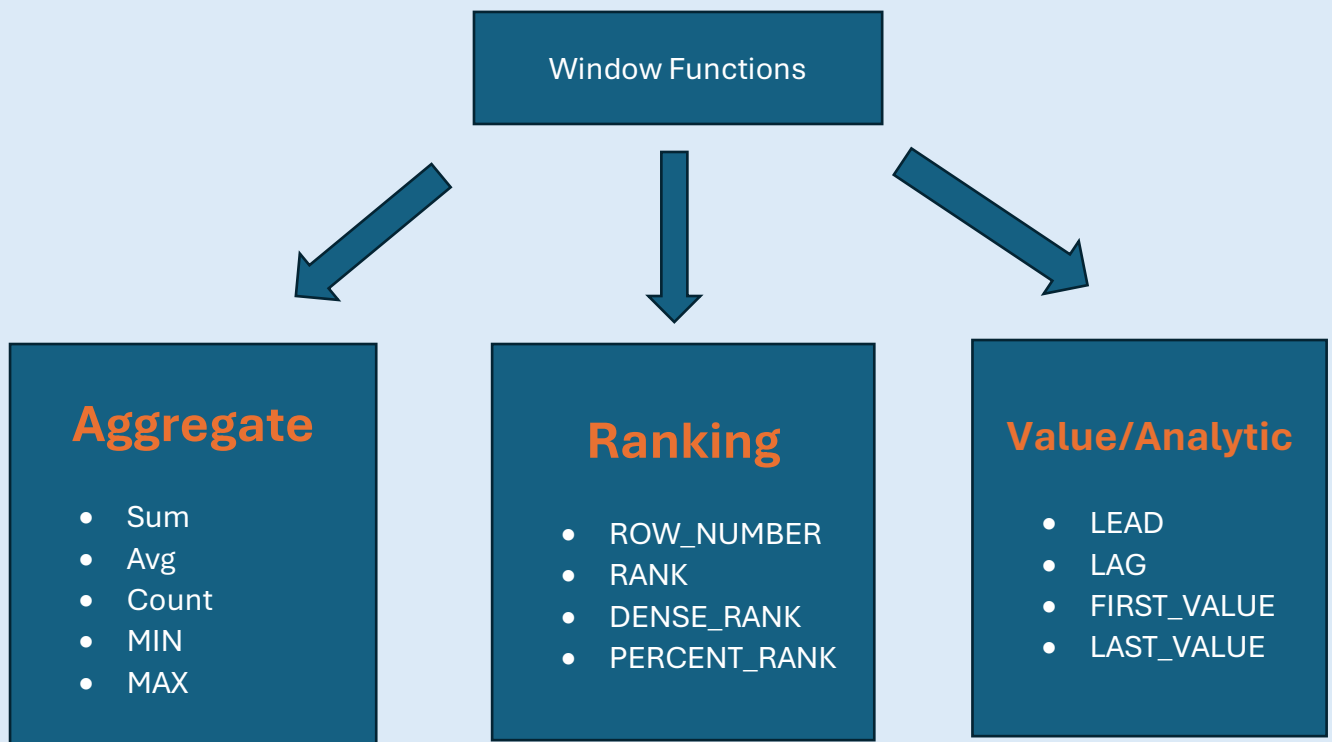 Window Functions
Aggregate
• Sum
• Avg
• Count
• MIN
• MAX
Ranking
• ROW_NUMBER
• RANK
• DENSE_RANK
• PERCENT_RANK
Value/Analytic
• LEAD
• LAG
• FIRST_VALUE
• LAST_VALUE